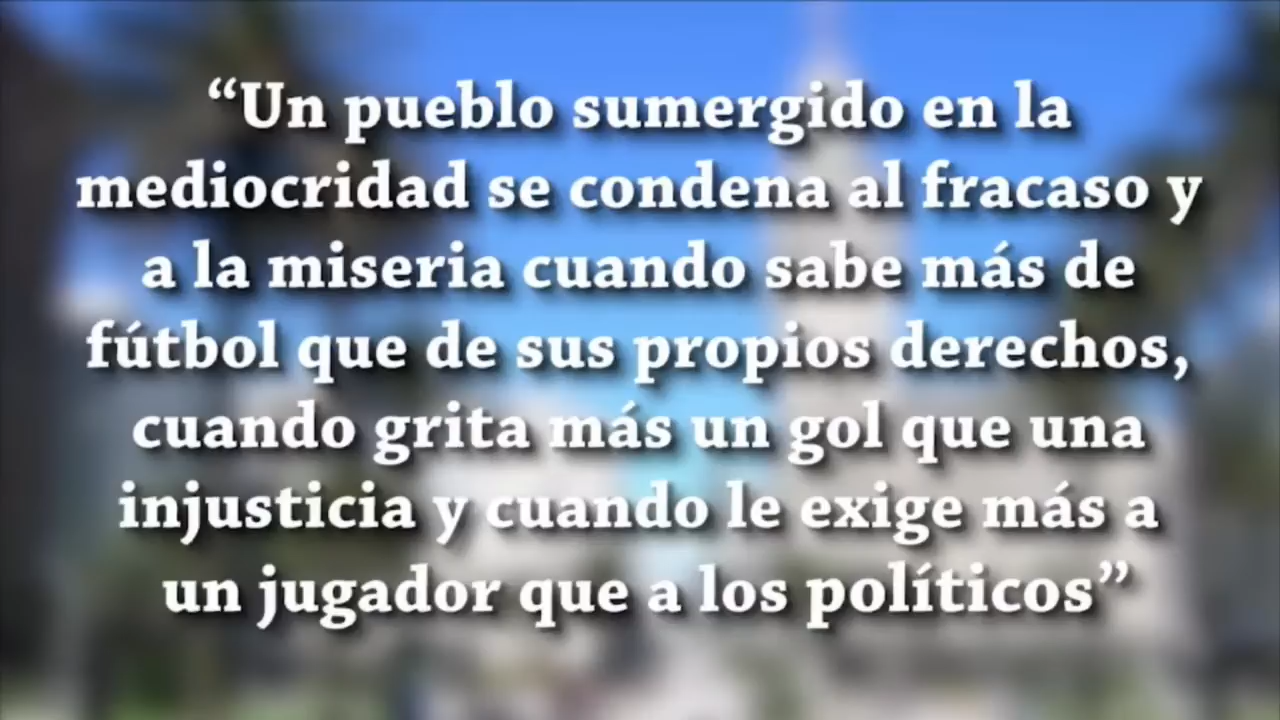 “Un pueblo sumergido en la
mediocridad se condena al fracaso y
a la miseria cuando sabe más de
fútbol que de sus propios derechos,
cuando grita más un gol que una
injusticia y cuando le exige más a
un jugador que a los políticos”